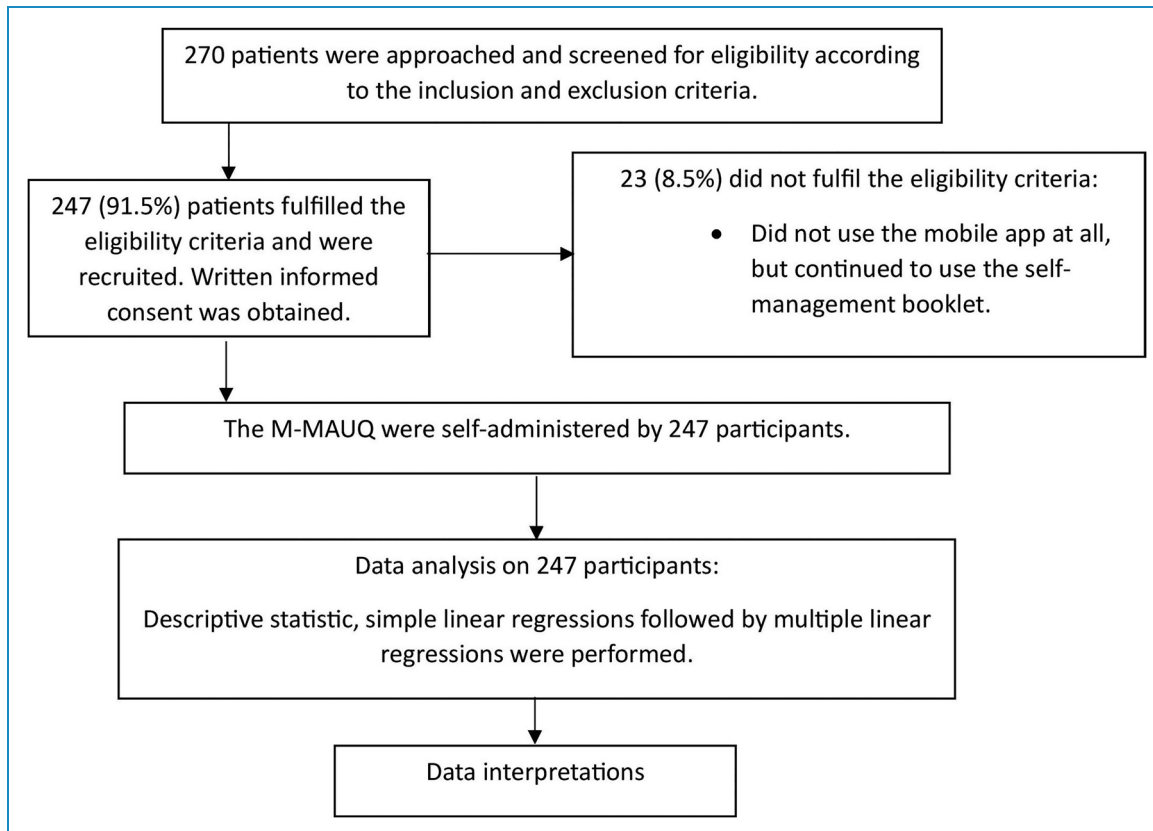 270 patients were approached and screened for eligibility according
to the inclusion and exclusion criteria.
247 (91.5%) patients fulfilled the
eligibility criteria and were
recruited. Written informed
consent was obtained.
23 (8.5%) did not fulfil the eligibility criteria:
• Did not use the mobile app at all,
but continued to use the self-
management booklet.
The M-MAUQ were self-administered by 247 participants.
Data analysis on 247 participants:
Descriptive statistic, simple linear regressions followed by multiple linear
regressions were performed.
Data interpretations